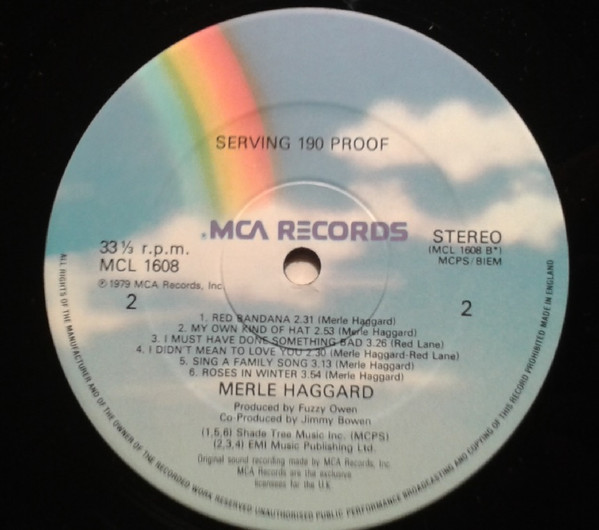 SERVING 190 PROOF
MCA RECORDS
33⅓ r.p.m.
MCL 1608
℗ 1979 MCA Records, Inc.
2
STEREO
(MCL 1608 B*)
MCPS/BIEM
2
1. RED BANDANA 2.31 (Merle Haggard)
2. MY OWN KIND OF HAT 2.53 (Merle Haggard)
3. I MUST HAVE DONE SOMETHING BAD 3.26 (Red Lane)
4. I DIDN'T MEAN TO LOVE YOU 2.30 (Merle Haggard-Red Lane)
5. SING A FAMILY SONG 3.13 (Merle Haggard)
6. ROSES IN WINTER 3.54 (Merle Haggard)
MERLE HAGGARD
Produced by Fuzzy Owen
Co-Produced by Jimmy Bowen
(1,5,6) Shade Tree Music Inc. (MCPS)
(2,3,4) EMI Music Publishing Ltd.
Original sound recording made by MCA Records, Inc.
MCA Records are the exclusive
licensees for the U.K.
ALL RIGHTS OF THE MANUFACTURER AND OF THE OWNER OF THE RECORDED WORK RESERVED UNAUTHORISED PUBLIC PERFORMANCE BROADCASTING AND COPYING OF THIS RECORD PROHIBITED MADE IN ENGLAND